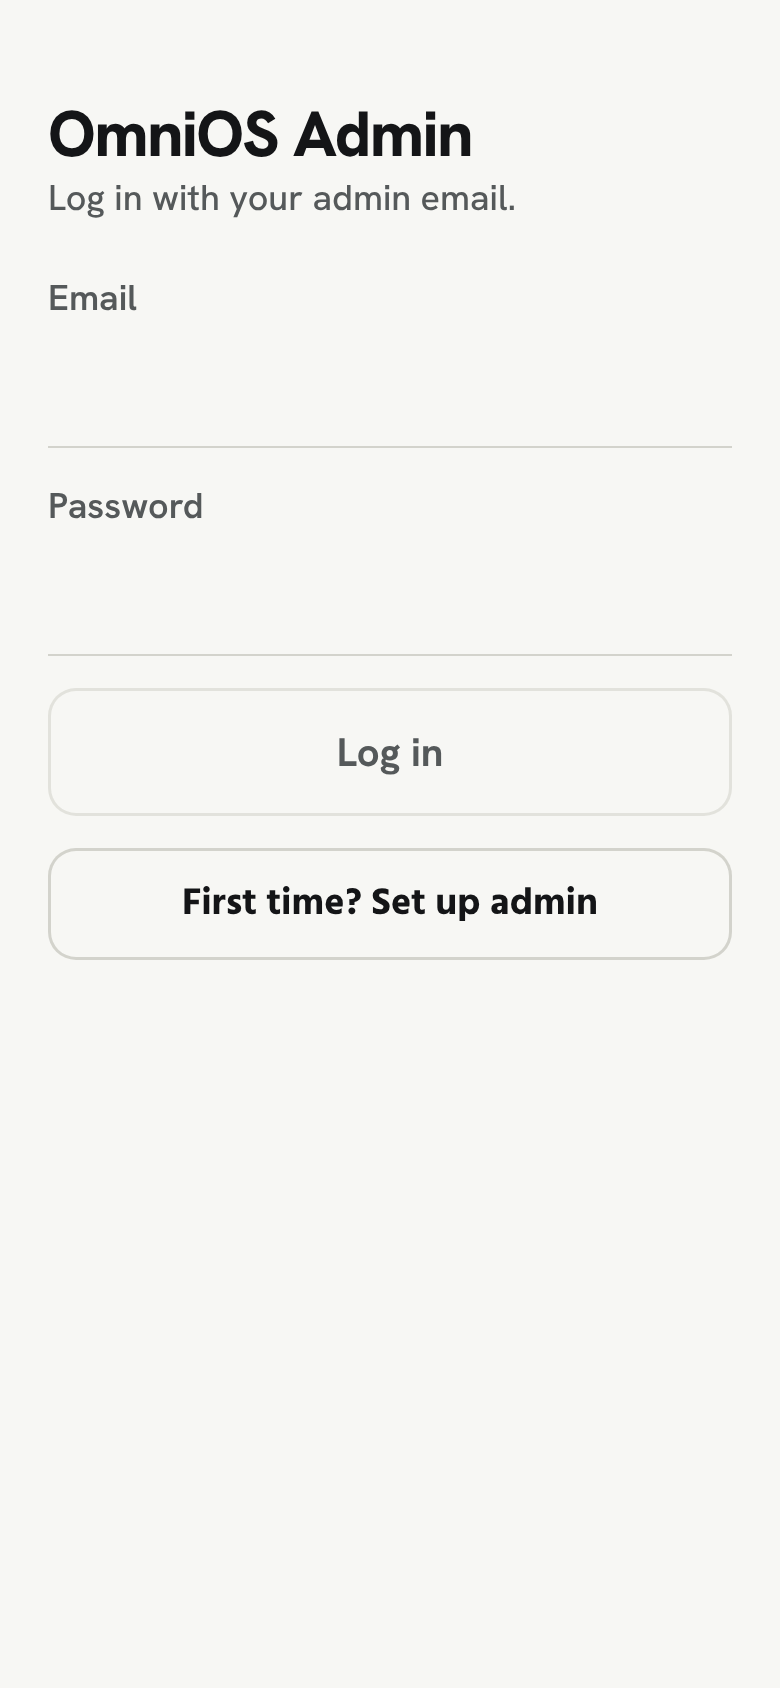 OmniOS Admin
Log in with your admin email.
Email
Password
Log in
First time? Set up admin